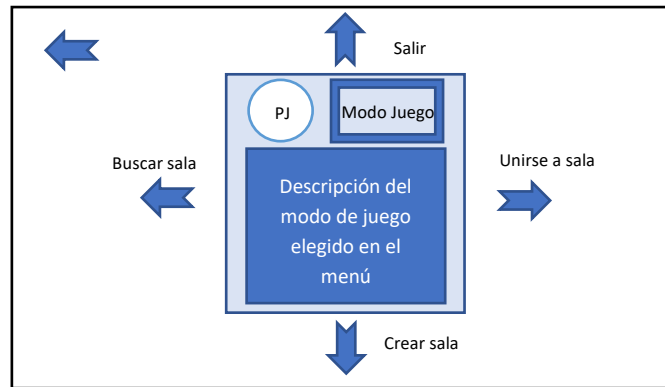 Salir
PJ
Modo Juego
Buscar sala
Unirse a sala
Descripción del
modo de juego
elegido en el
menú
Crear sala